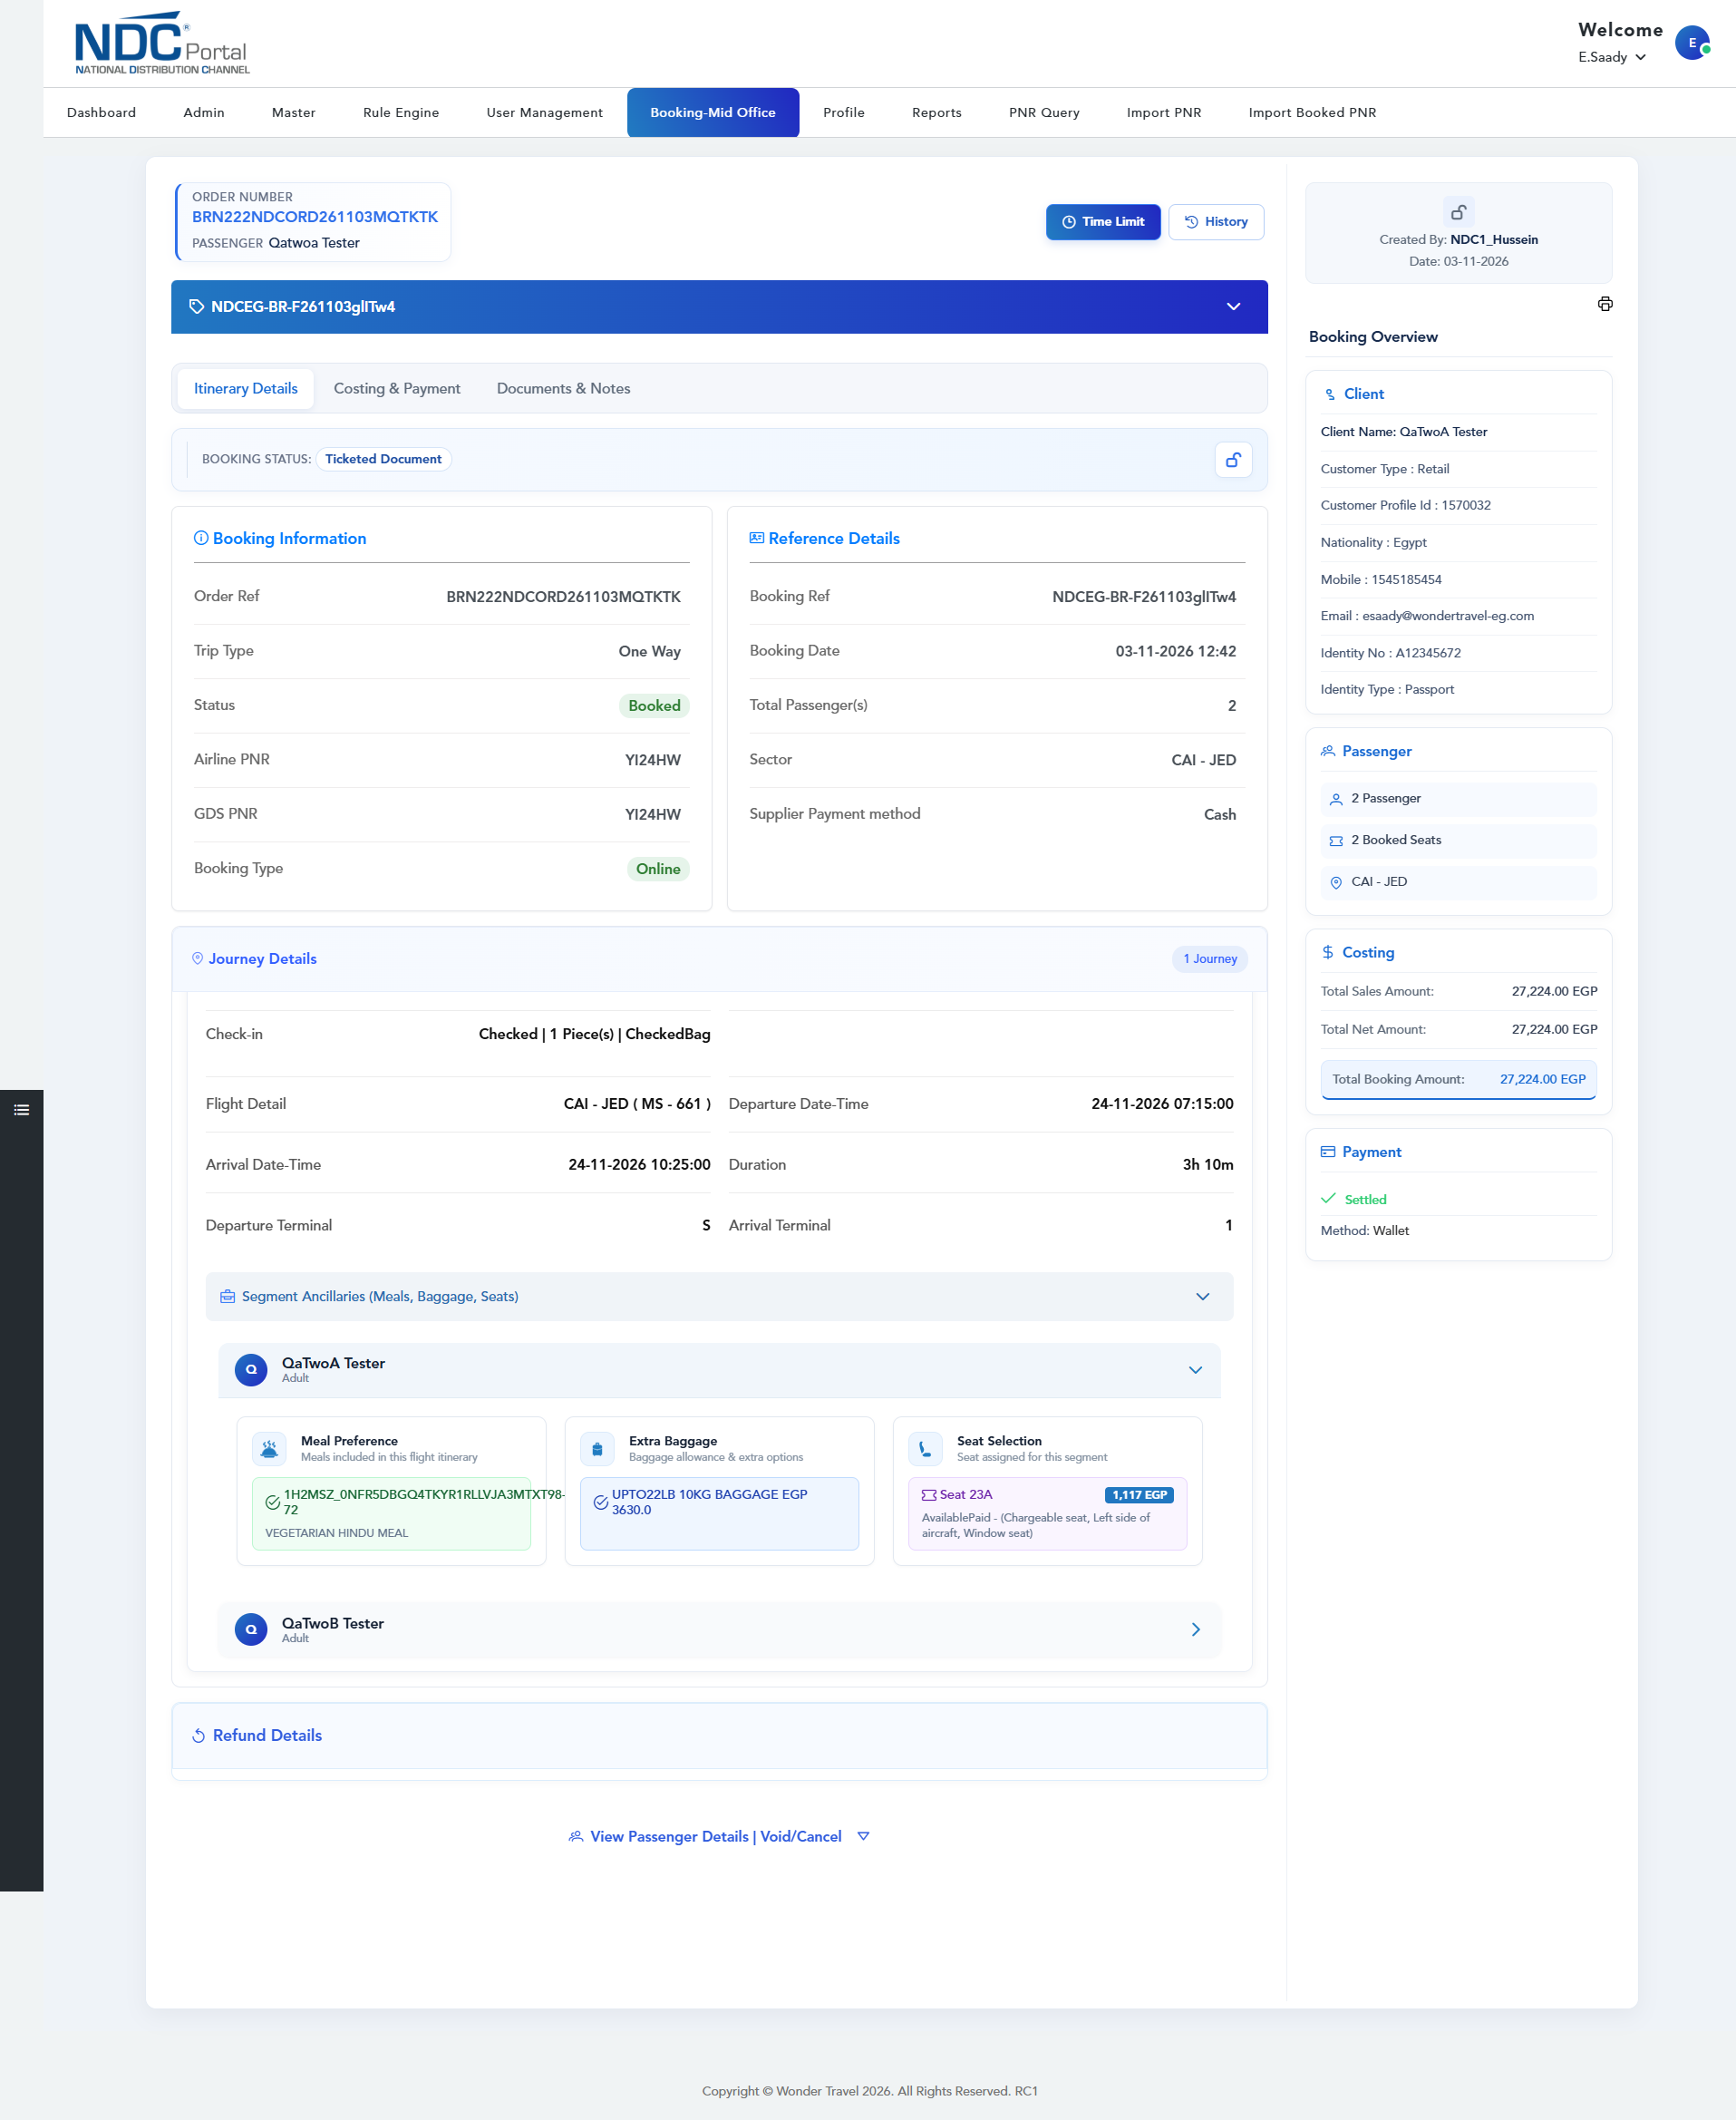 NDC® Portal
NATIONAL DISTRIBUTION CHANNEL
Welcome
E.Saady
E
Dashboard Admin Master Rule Engine User Management Booking-Mid Office Profile Reports PNR Query Import PNR Import Booked PNR
ORDER NUMBER
BRN222NDCORD261103MQTKTK
PASSENGER Qatwoa Tester
Time Limit
History
NDCEG-BR-F261103glITw4
Itinerary Details Costing & Payment Documents & Notes
BOOKING STATUS: Ticketed Document
Booking Information
Order Ref BRN222NDCORD261103MQTKTK
Trip Type One Way
Status Booked
Airline PNR YI24HW
GDS PNR YI24HW
Booking Type Online
Reference Details
Booking Ref NDCEG-BR-F261103glITw4
Booking Date 03-11-2026 12:42
Total Passenger(s) 2
Sector CAI - JED
Supplier Payment method Cash
Journey Details
1 Journey
Check-in Checked | 1 Piece(s) | CheckedBag
Flight Detail CAI - JED ( MS - 661 ) Departure Date-Time 24-11-2026 07:15:00
Arrival Date-Time 24-11-2026 10:25:00 Duration 3h 10m
Departure Terminal S Arrival Terminal 1
Segment Ancillaries (Meals, Baggage, Seats)
Q
QaTwoA Tester
Adult
Meal Preference
Meals included in this flight itinerary
1H2MSZ_0NFR5DBGQ4TKYR1RLLVJA3MTXT98-
72
VEGETARIAN HINDU MEAL
Extra Baggage
Baggage allowance & extra options
UPTO22LB 10KG BAGGAGE EGP
3630.0
Seat Selection
Seat assigned for this segment
Seat 23A 1,117 EGP
AvailablePaid - (Chargeable seat, Left side of
aircraft, Window seat)
Q
QaTwoB Tester
Adult
Refund Details
View Passenger Details | Void/Cancel
Created By: NDC1_Hussein
Date: 03-11-2026
Booking Overview
Client
Client Name: QaTwoA Tester
Customer Type : Retail
Customer Profile Id : 1570032
Nationality : Egypt
Mobile : 1545185454
Email : esaady@wondertravel-eg.com
Identity No : A12345672
Identity Type : Passport
Passenger
2 Passenger
2 Booked Seats
CAI - JED
Costing
Total Sales Amount: 27,224.00 EGP
Total Net Amount: 27,224.00 EGP
Total Booking Amount: 27,224.00 EGP
Payment
Settled
Method: Wallet
Copyright © Wonder Travel 2026. All Rights Reserved. RC1